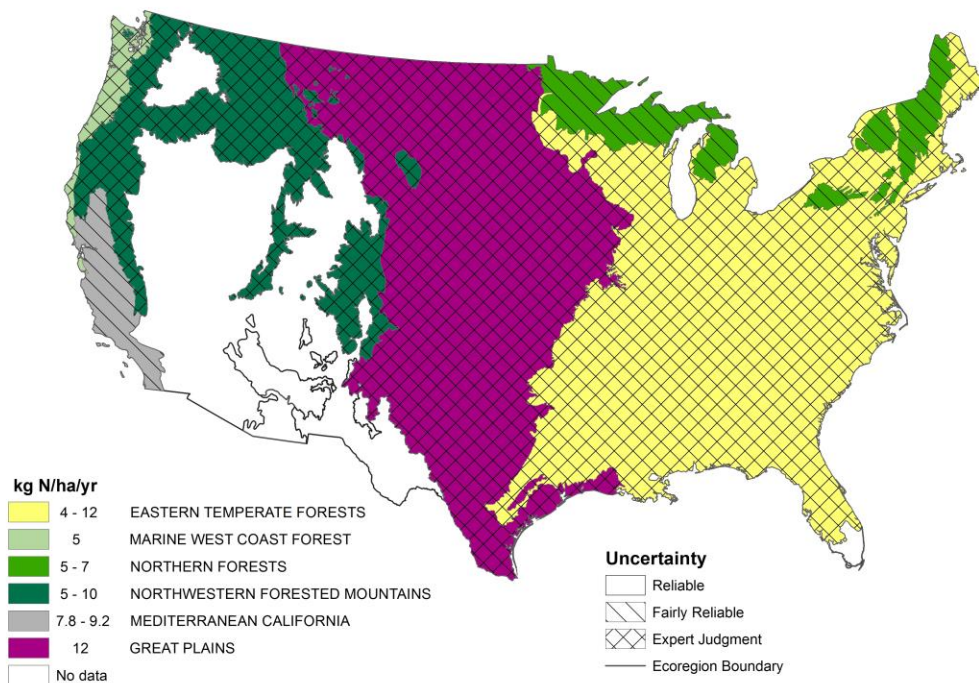 kg N/ha/yr
4 - 12 EASTERN TEMPERATE FORESTS
5 MARINE WEST COAST FOREST
5 - 7 NORTHERN FORESTS
5 - 10 NORTHWESTERN FORESTED MOUNTAINS
7.8 - 9.2 MEDITERRANEAN CALIFORNIA
12 GREAT PLAINS
No data
Uncertainty
Reliable
Fairly Reliable
Expert Judgment
Ecoregion Boundary